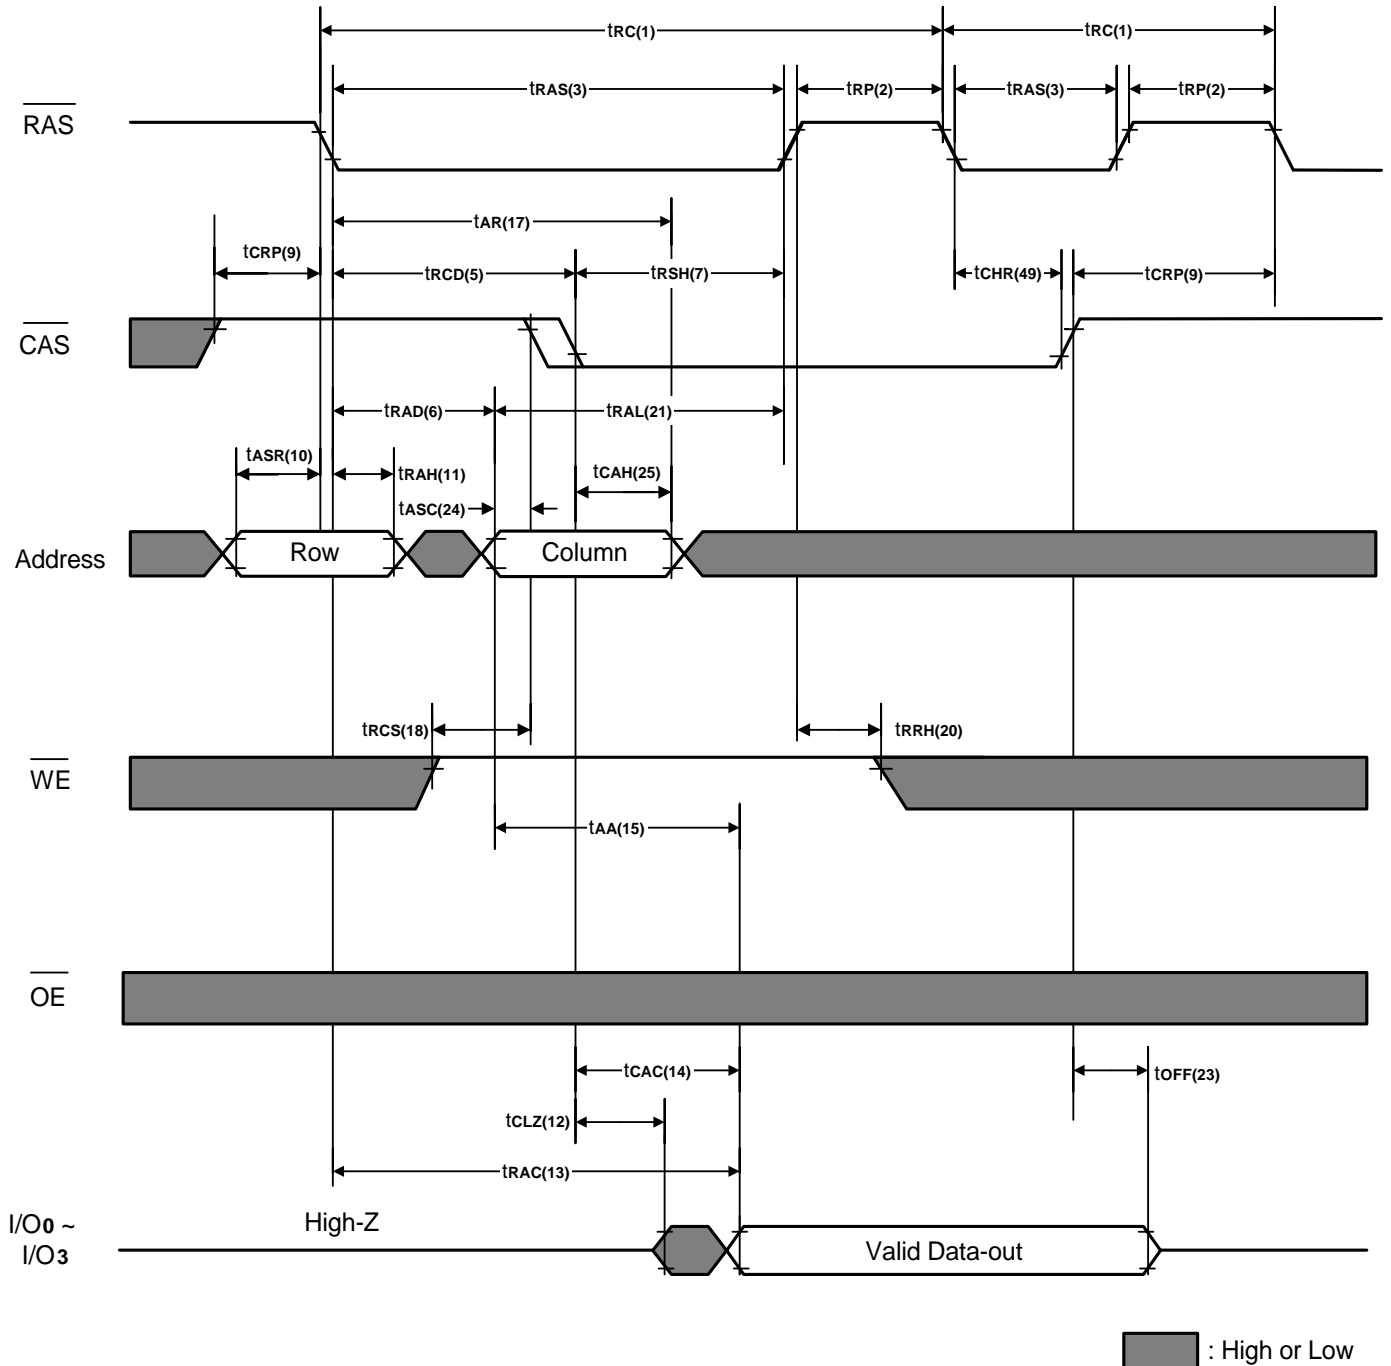 tRC(1) tRC(1)
tRAS(3) tRP(2) tRAS(3) tRP(2)
RAS
tAR(17)
tCRP(9) tRCD(5) tRSH(7) tCHR(49) tCRP(9)
CAS
tRAD(6) tRAL(21)
tASR(10) tRAH(11) tCAH(25)
tASC(24)
Address Row Column
tRCS(18) tRRH(20)
WE
tAA(15)
OE
tCAC(14) tOFF(23)
tCLZ(12)
tRAC(13)
I/O0 ~
I/O3
High-Z
Valid Data-out
: High or Low